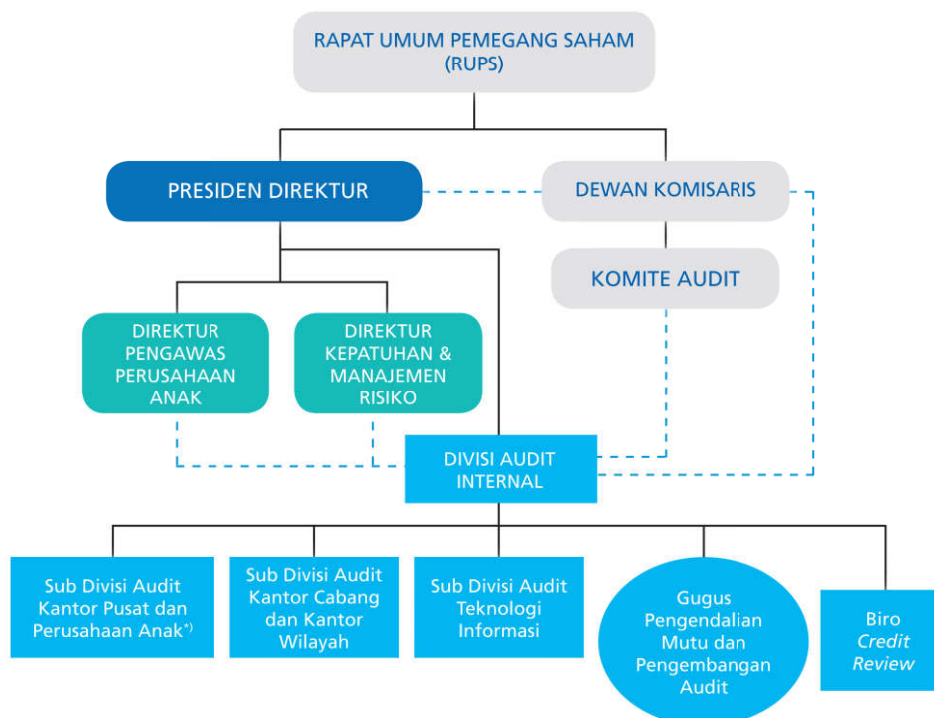 RAPAT UMUM PEMEGANG SAHAM
(RUPS)
PRESIDEN DIREKTUR
DEWAN KOMISARIS
KOMITE AUDIT
DIREKTUR
PENGAWAS
PERUSAHAAN
ANAK
DIREKTUR
KEPATUHAN &
MANAJEMEN
RISIKO
DIVISI AUDIT
INTERNAL
Sub Divisi Audit
Kantor Pusat dan
Perusahaan Anak*)
Sub Divisi Audit
Kantor Cabang
dan Kantor
Wilayah
Sub Divisi Audit
Teknologi
Informasi
Gugus
Pengendalian
Mutu dan
Pengembangan
Audit
Biro
Credit
Review